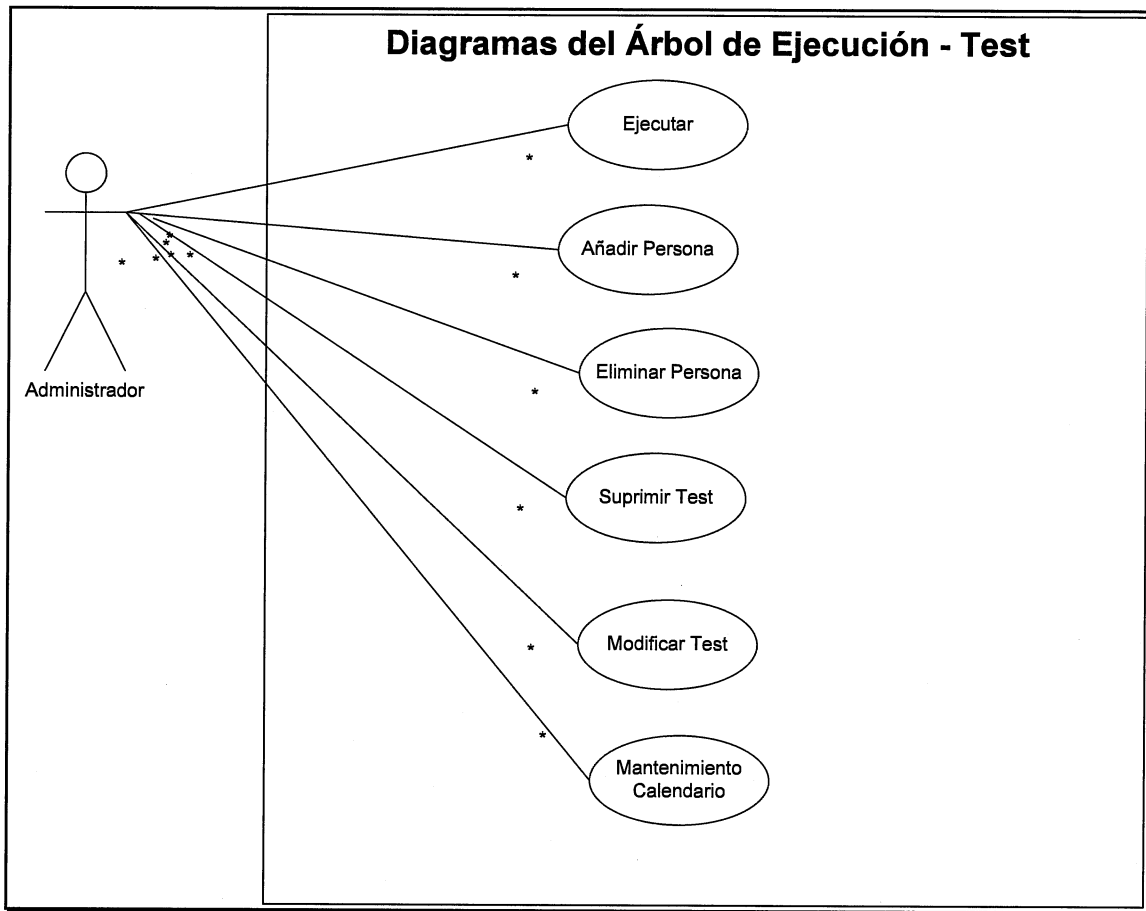 Diagramas del Árbol de Ejecución - Test
Ejecutar
*
Añadir Persona
*
*
*
*
*
*
*
*
Eliminar Persona
*
Administrador
Suprimir Test
*
Modificar Test
*
*
Mantenimiento
Calendario